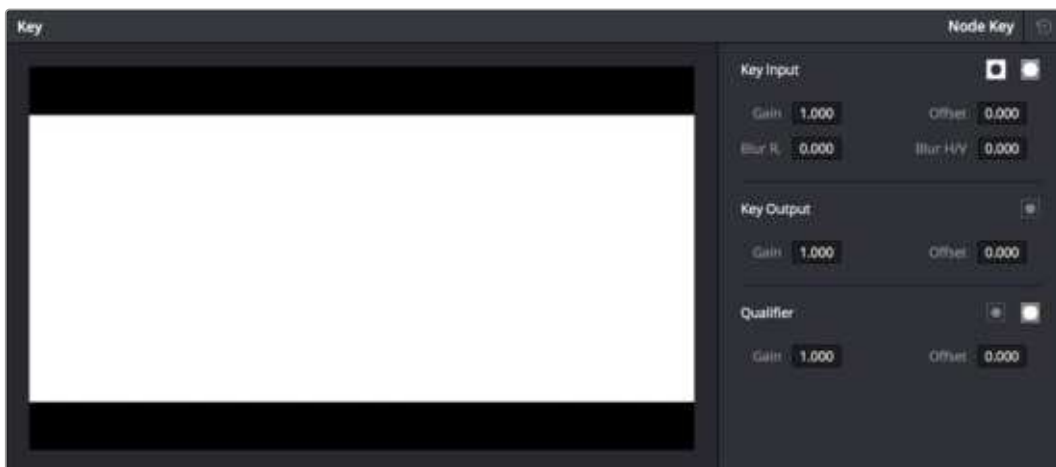 Key Node Key
Key Input
Gain 1.000 Offset 0.000
Blur R. 0.000 Blur H/V 0.000
Key Output
Gain 1.000 Offset 0.000
Qualifier
Gain 1.000 Offset 0.000